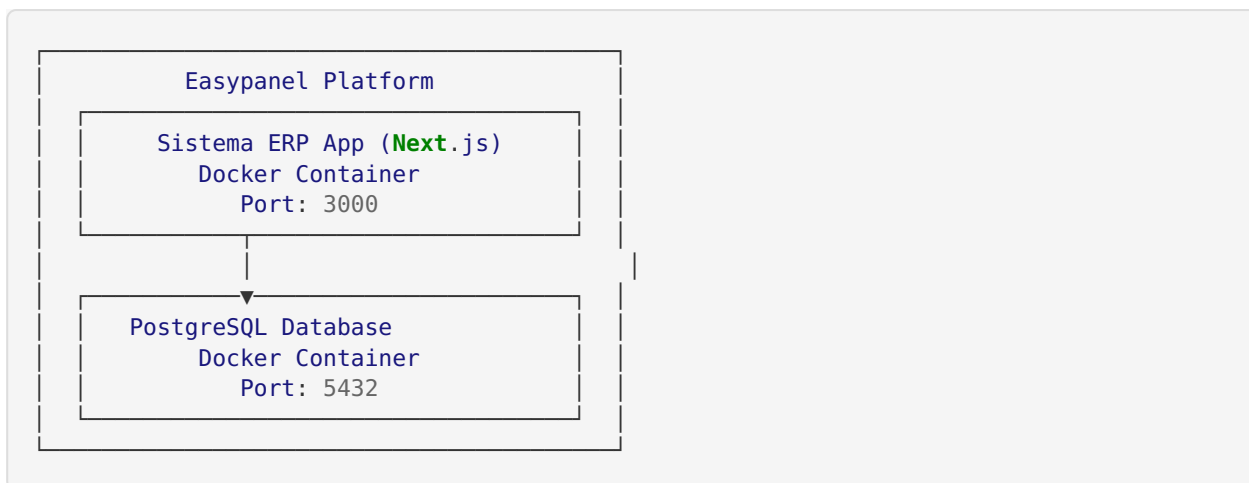 Easypanel Platform
Sistema ERP App (Next.js)
Docker Container
Port: 3000
PostgreSQL Database
Docker Container
Port: 5432